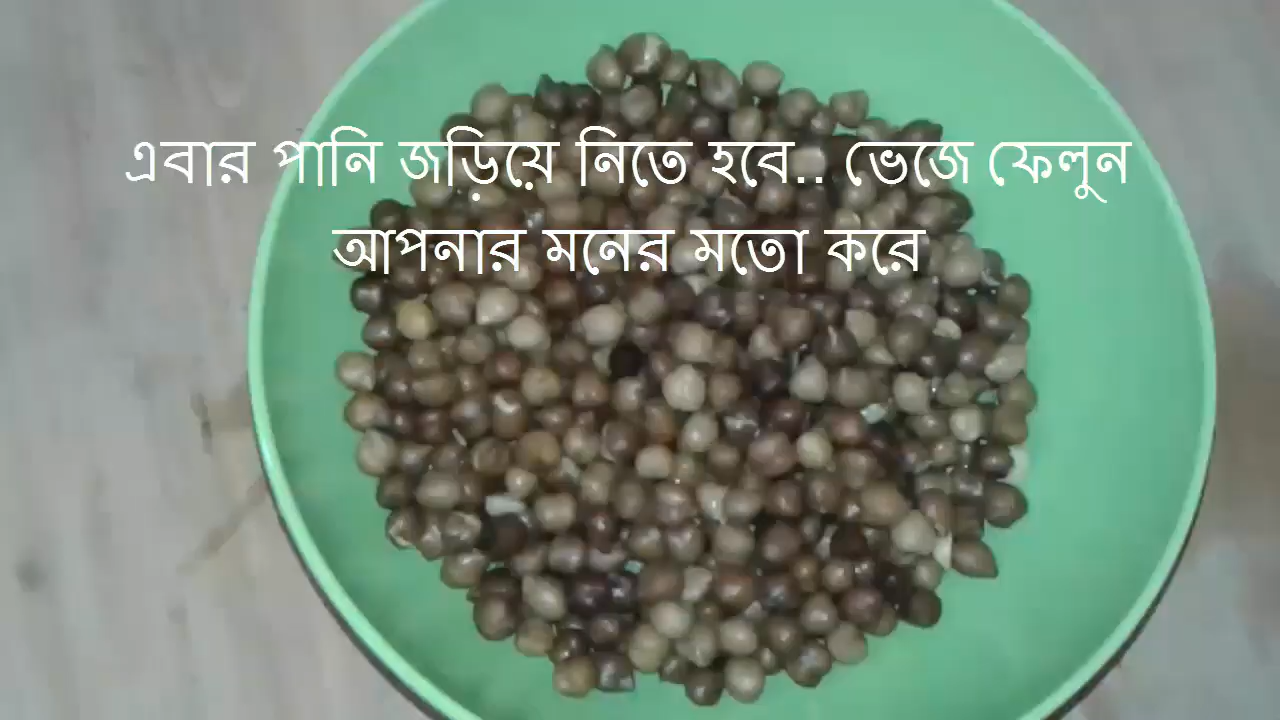 এবার পানি জড়িয়ে নিতে হবে.. ভেজে ফেলুন
আপনার মনের মতো করে